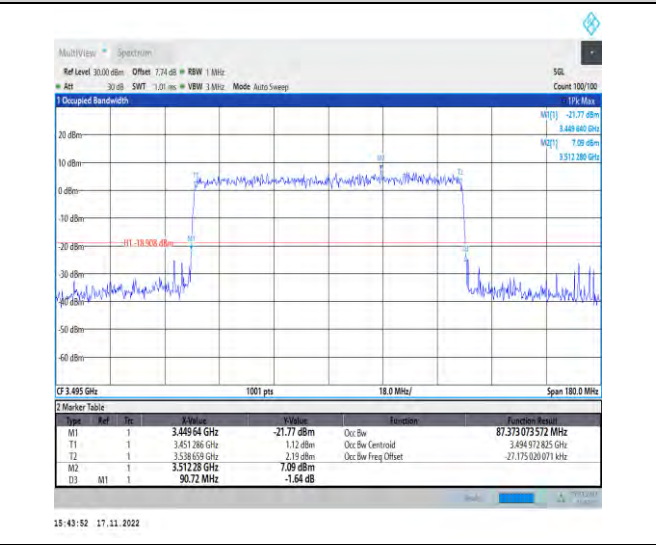 MultiView Spectrum
Ref Level 30.00 dBm Offset 7.74 dB RBW 1 MHz SGL
Att 30 dB SWT 1.01 ms VBW 3 MHz Mode Auto Sweep Count 100/100
1 Occupied Bandwidth 1Pk Max
M1[1] -21.77 dBm
3.449 640 GHz
M2[1] 7.09 dBm
3.512 280 GHz
20 dBm
10 dBm
M2
T1 T2
0 dBm
-10 dBm
H1 -18.908 dBm M1
-20 dBm
-30 dBm
-40 dBm
-50 dBm
-60 dBm
CF 3.495 GHz 1001 pts 18.0 MHz/ Span 180.0 MHz
2 Marker Table
Type Ref Trc X-Value Y-Value Function Function Result
M1 1 3.449 64 GHz -21.77 dBm Occ Bw 87.373 073 572 MHz
T1 1 3.451 286 GHz 1.12 dBm Occ Bw Centroid 3.494 972 825 GHz
T2 1 3.538 659 GHz 2.19 dBm Occ Bw Freq Offset -27.175 020 071 kHz
M2 1 3.512 28 GHz 7.09 dBm
D3 M1 1 90.72 MHz -1.64 dB
15:43:52 17.11.2022